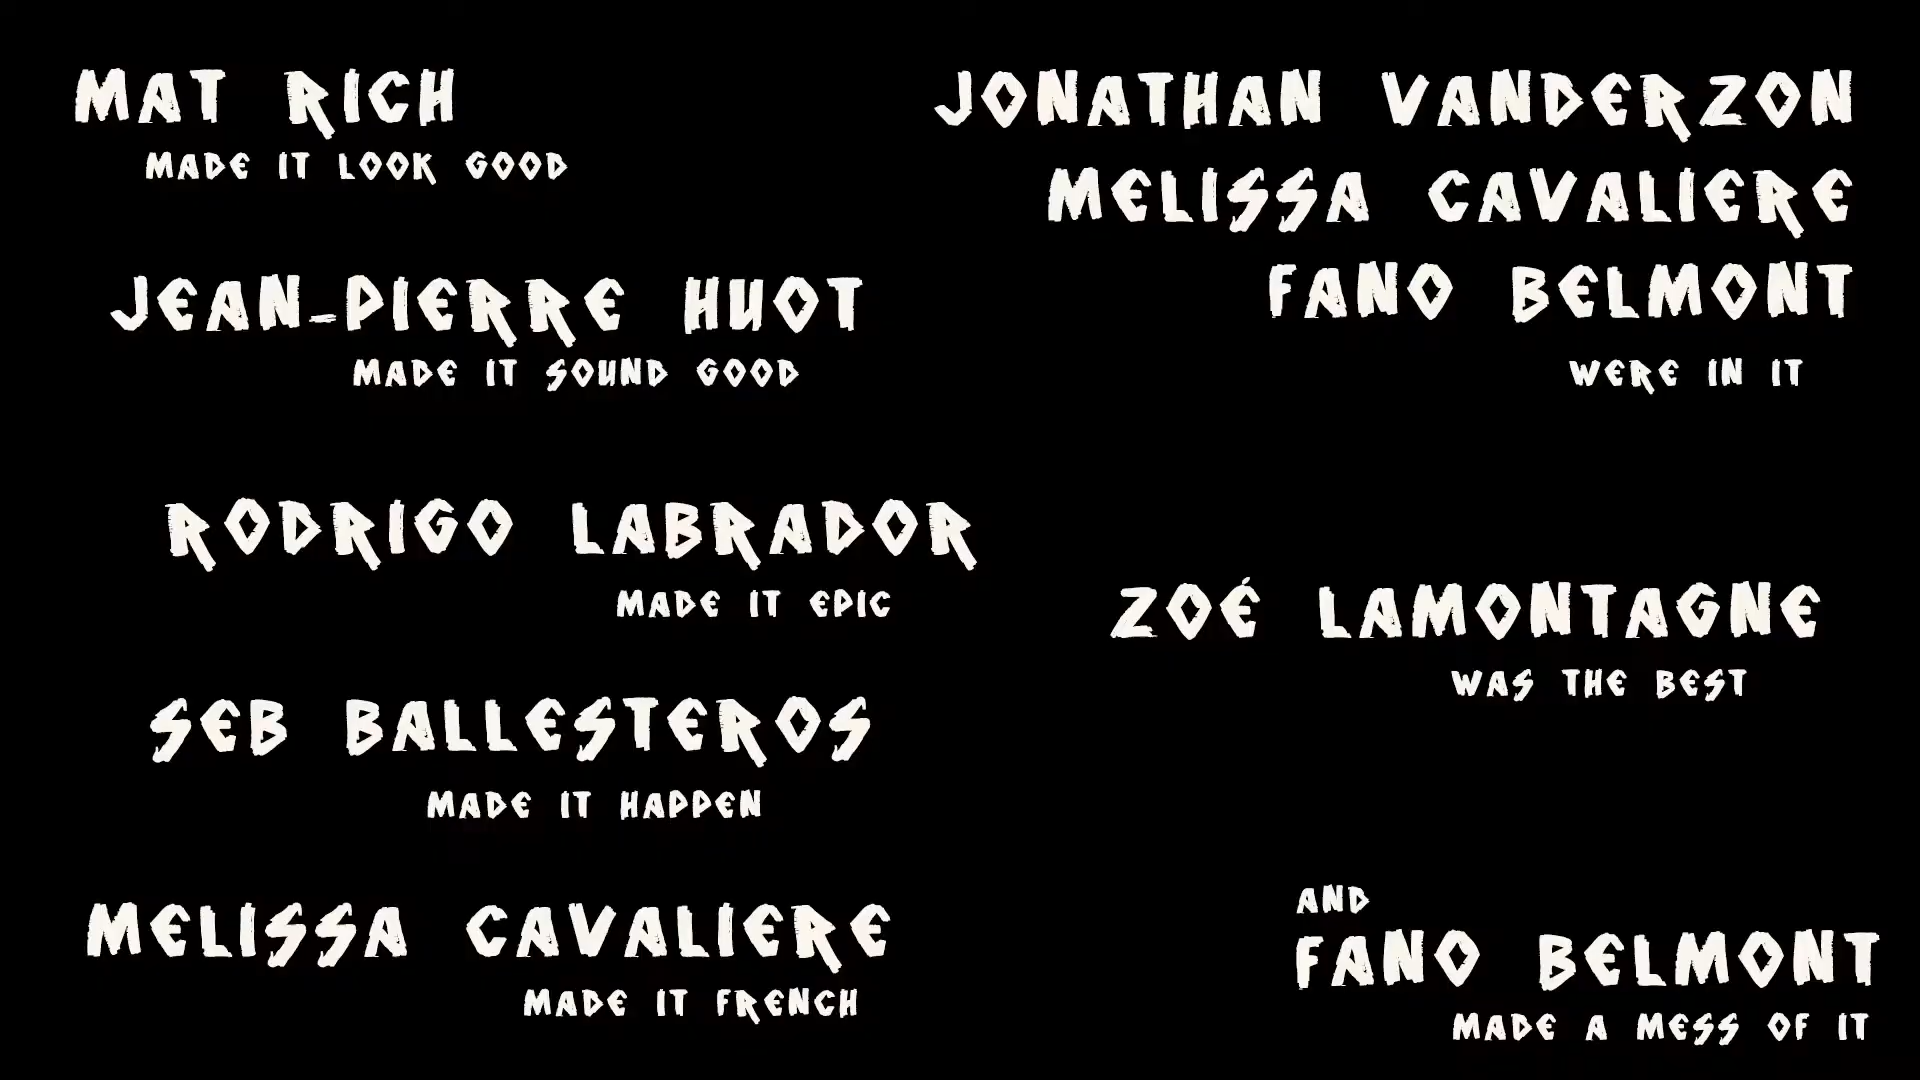 MAT RICH
MADE IT LOOK GOOD
JEAN-PIERRE HUOT
MADE IT SOUND GOOD
RODRIGO LABRADOR
MADE IT EPIC
SEB BALLESTEROS
MADE IT HAPPEN
MELISSA CAVALIERE
MADE IT FRENCH
JONATHAN VANDERZON
MELISSA CAVALIERE
FANO BELMONT
WERE IN IT
ZOÉ LAMONTAGNE
WAS THE BEST
AND
FANO BELMONT
MADE A MESS OF IT